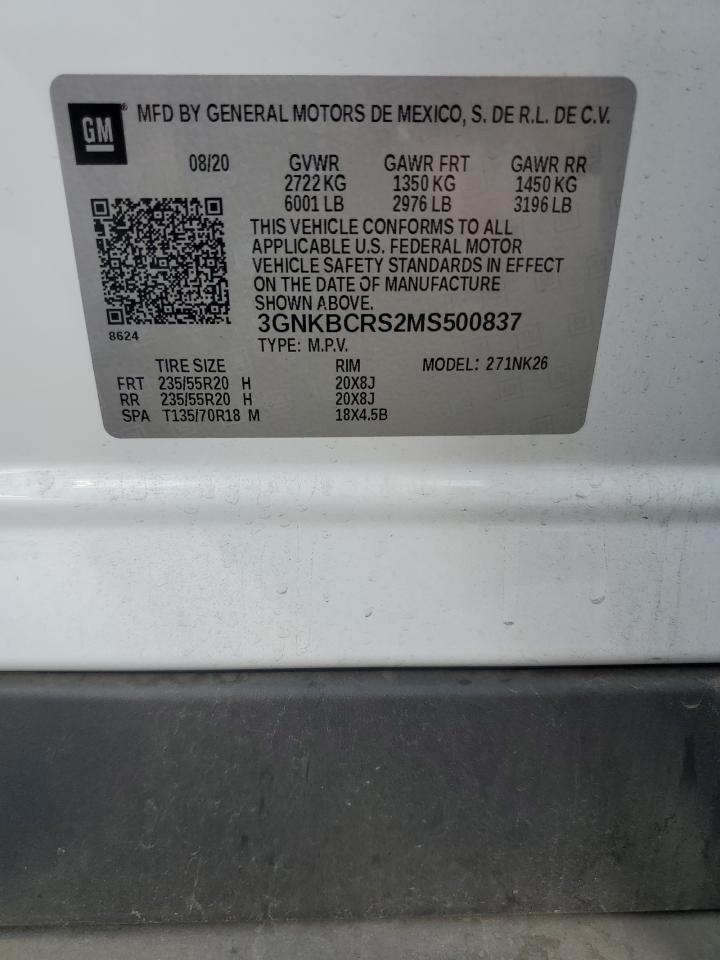 GM® MFD BY GENERAL MOTORS DE MEXICO, S. DE R.L. DE C.V.
08/20 GVWR GAWR FRT GAWR RR
2722 KG 1350 KG 1450 KG
6001 LB 2976 LB 3196 LB
THIS VEHICLE CONFORMS TO ALL
APPLICABLE U.S. FEDERAL MOTOR
VEHICLE SAFETY STANDARDS IN EFFECT
ON THE DATE OF MANUFACTURE
SHOWN ABOVE.
3GNKBCRS2MS500837
8624
TYPE: M.P.V.
TIRE SIZE RIM MODEL: 271NK26
FRT 235/55R20 H 20X8J
RR 235/55R20 H 20X8J
SPA T135/70R18 M 18X4.5B